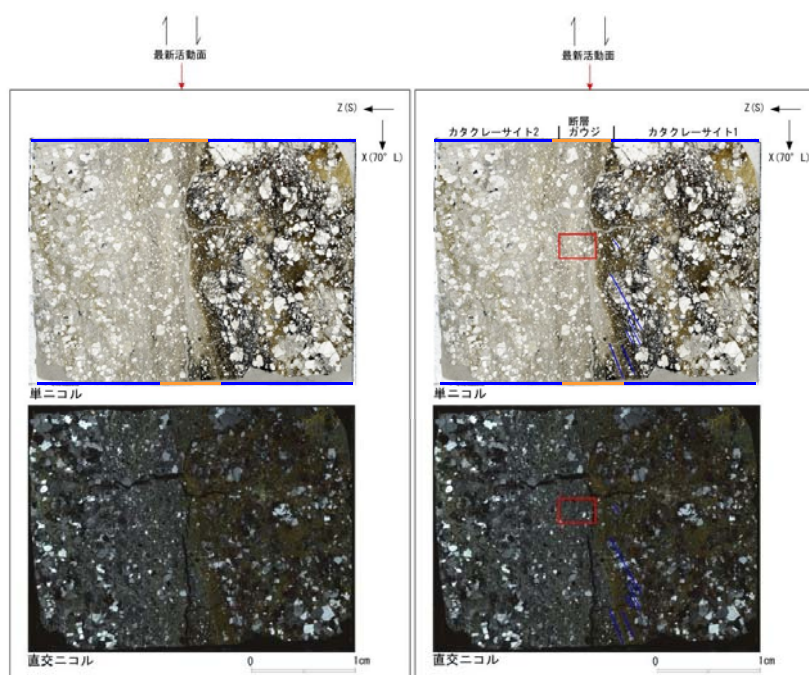 最新活動面
Z(S)
X(70° L)
単ニコル
直交ニコル
0 1cm
最新活動面
Z(S)
カタクレーサイト2
断層
ガウジ
カタクレーサイト1
X(70° L)
単ニコル
直交ニコル
0 1cm